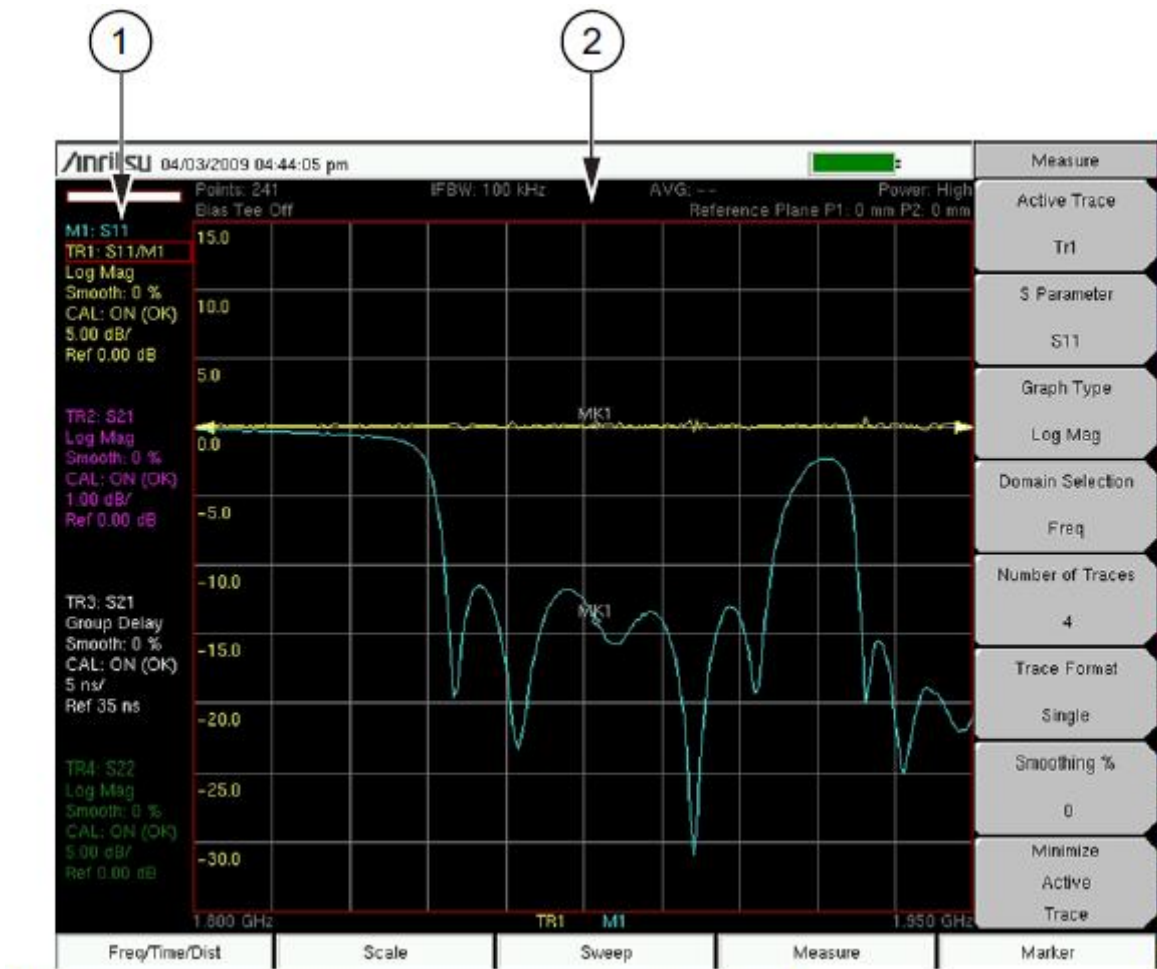 1
2
Anritsu 04/03/2009 04:44:05 pm
Points: 241 IFBW: 100 kHz AVG: -- Power: High
Bias Tee Off Reference Plane P1: 0 mm P2: 0 mm
M1: S11
TR1: S11/M1
Log Mag
Smooth: 0 %
CAL: ON (OK)
5.00 dB/
Ref 0.00 dB
TR2: S21
Log Mag
Smooth: 0 %
CAL: ON (OK)
1.00 dB/
Ref 0.00 dB
TR3: S21
Group Delay
Smooth: 0 %
CAL: ON (OK)
5 ns/
Ref 35 ns
TR4: S22
Log Mag
Smooth: 0 %
CAL: ON (OK)
5.00 dB/
Ref 0.00 dB
15.0
10.0
5.0
0.0
-5.0
-10.0
-15.0
-20.0
-25.0
-30.0
MK1
MK1
1.800 GHz TR1 M1 1.950 GHz
Measure
Active Trace
Tr1
S Parameter
S11
Graph Type
Log Mag
Domain Selection
Freq
Number of Traces
4
Trace Format
Single
Smoothing %
0
Minimize
Active
Trace
Freq/Time/Dist Scale Sweep Measure Marker